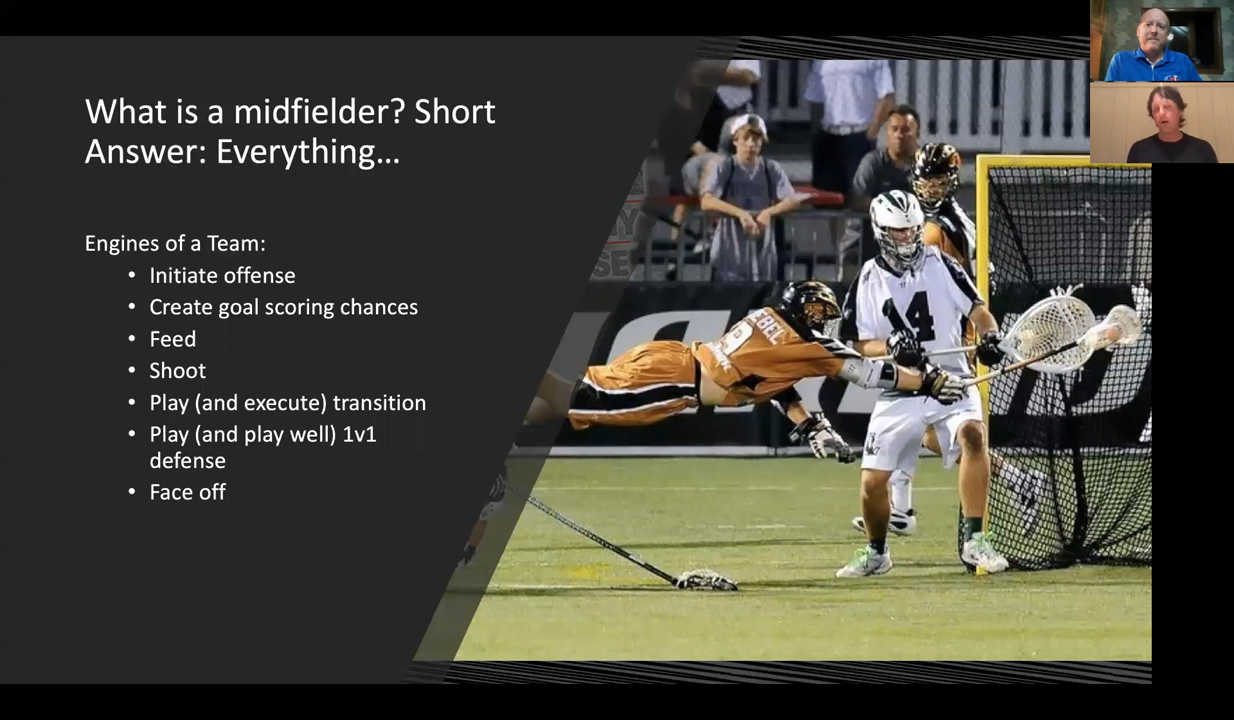 What is a midfielder? Short
Answer: Everything...
Engines of a Team:
• Initiate offense
• Create goal scoring chances
• Feed
• Shoot
• Play (and execute) transition
• Play (and play well) 1v1
defense
• Face off
14